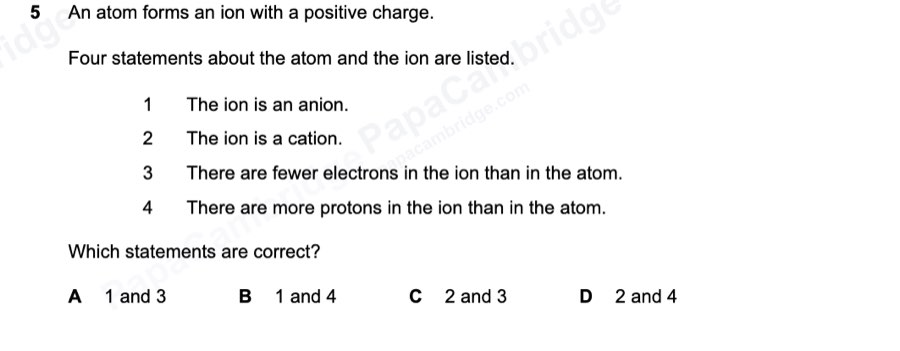 5 An atom forms an ion with a positive charge.
Four statements about the atom and the ion are listed.
1 The ion is an anion.
2 The ion is a cation.
3 There are fewer electrons in the ion than in the atom.
4 There are more protons in the ion than in the atom.
Which statements are correct?
A 1 and 3 B 1 and 4 C 2 and 3 D 2 and 4
PapaCambridge